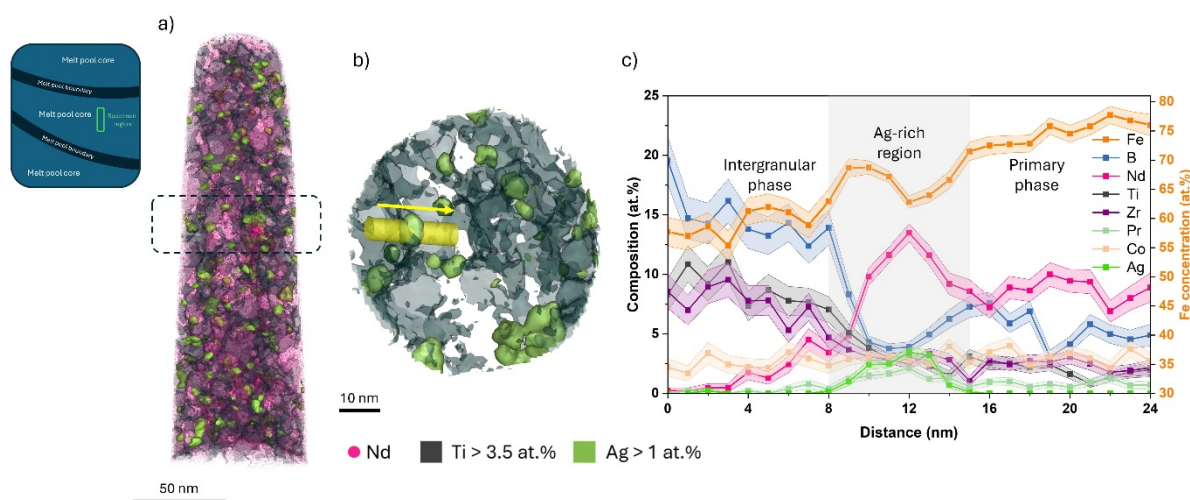 a)
Melt pool core
Melt pool boundary
Melt pool core
Specimen
region
Melt pool boundary
Melt pool core
50 nm
b)
10 nm
Nd
Ti > 3.5 at.%
Ag > 1 at.%
c)
Composition (at.%)
25
20
15
10
5
0
Intergranular
phase
Ag-rich
region
Primary
phase
Fe
B
Nd
Ti
Zr
Pr
Co
Ag
80
75
70
65
60
55
50
45
40
35
30
Fe concentration (at.%)
0 4 8 12 16 20 24
Distance (nm)